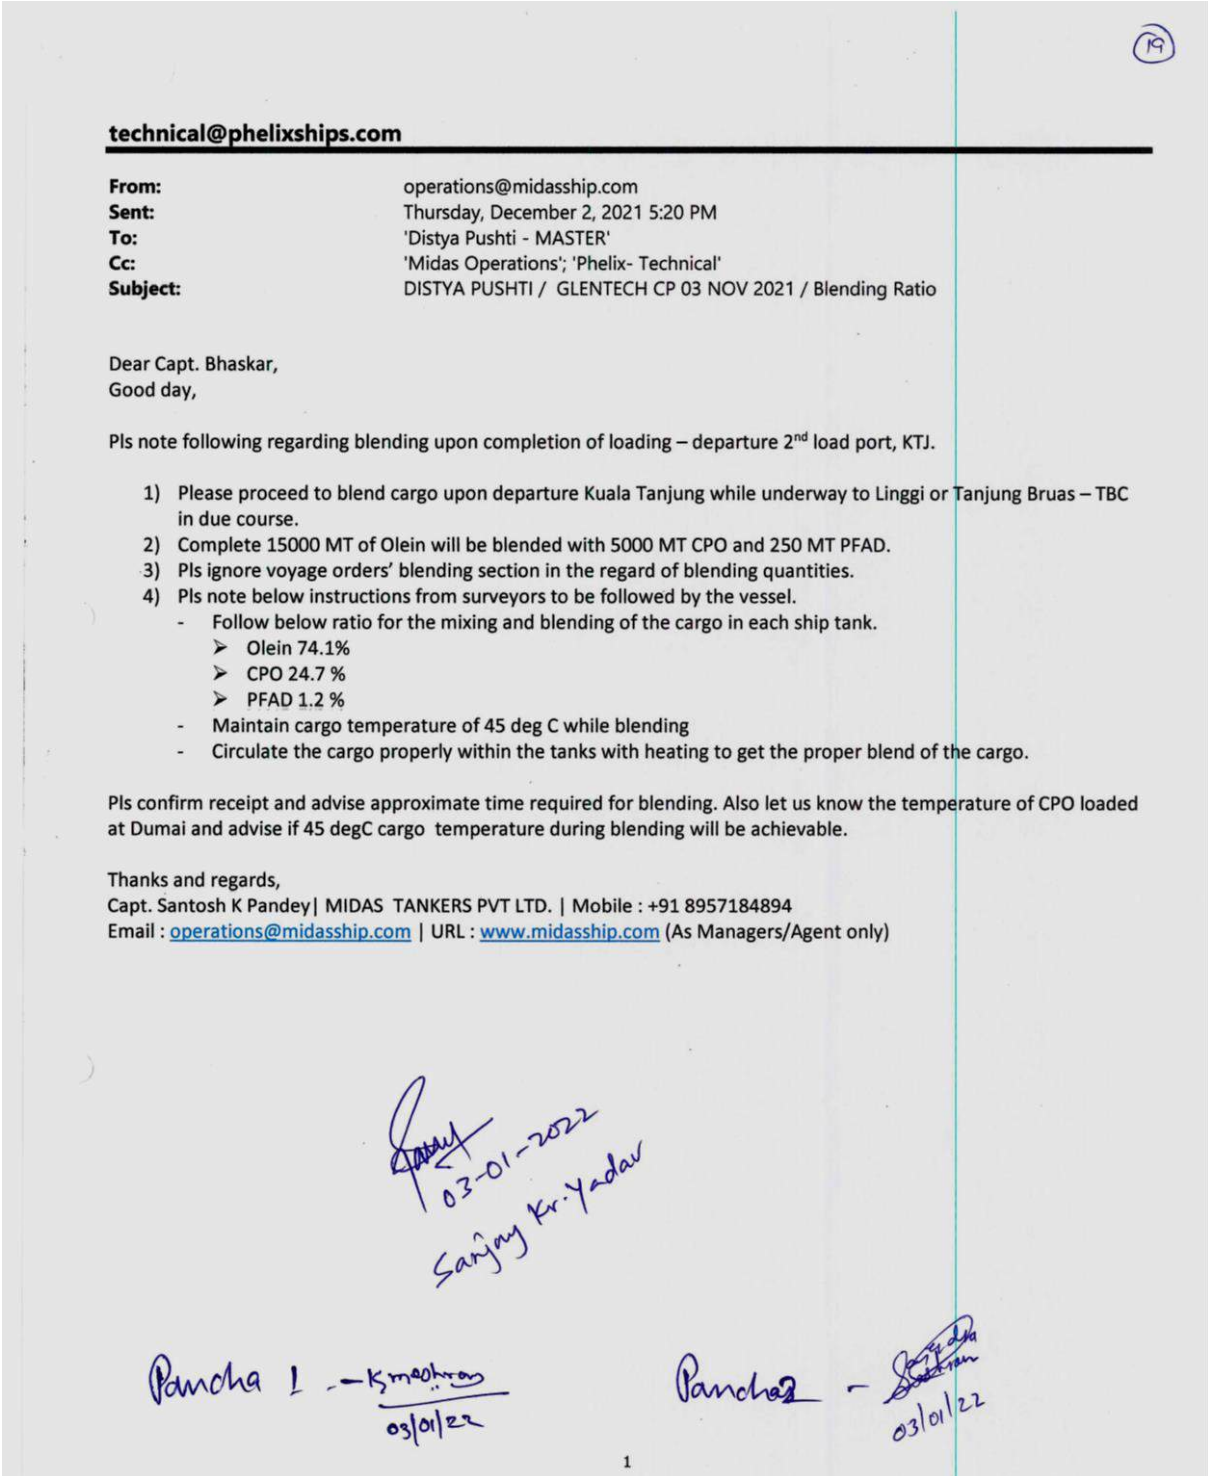 19
technical@phelixships.com
From: operations@midasship.com
Sent: Thursday, December 2, 2021 5:20 PM
To: 'Distya Pushti - MASTER'
Cc: 'Midas Operations'; 'Phelix- Technical'
Subject: DISTYA PUSHTI / GLENTECH CP 03 NOV 2021 / Blending Ratio
Dear Capt. Bhaskar,
Good day,
Pls note following regarding blending upon completion of loading – departure 2nd load port, KTJ.
1) Please proceed to blend cargo upon departure Kuala Tanjung while underway to Linggi or Tanjung Bruas – TBC
in due course.
2) Complete 15000 MT of Olein will be blended with 5000 MT CPO and 250 MT PFAD.
3) Pls ignore voyage orders' blending section in the regard of blending quantities.
4) Pls note below instructions from surveyors to be followed by the vessel.
- Follow below ratio for the mixing and blending of the cargo in each ship tank.
➢ Olein 74.1%
➢ CPO 24.7 %
➢ PFAD 1.2 %
- Maintain cargo temperature of 45 deg C while blending
- Circulate the cargo properly within the tanks with heating to get the proper blend of the cargo.
Pls confirm receipt and advise approximate time required for blending. Also let us know the temperature of CPO loaded
at Dumai and advise if 45 degC cargo temperature during blending will be achievable.
Thanks and regards,
Capt. Santosh K Pandey| MIDAS TANKERS PVT LTD. | Mobile : +91 8957184894
Email : operations@midasship.com | URL : www.midasship.com (As Managers/Agent only)
03-01-2022
Sanjay Kr. Yadav
Pancha 1 -
03/01/22
Pancha2 -
03/01/22
1